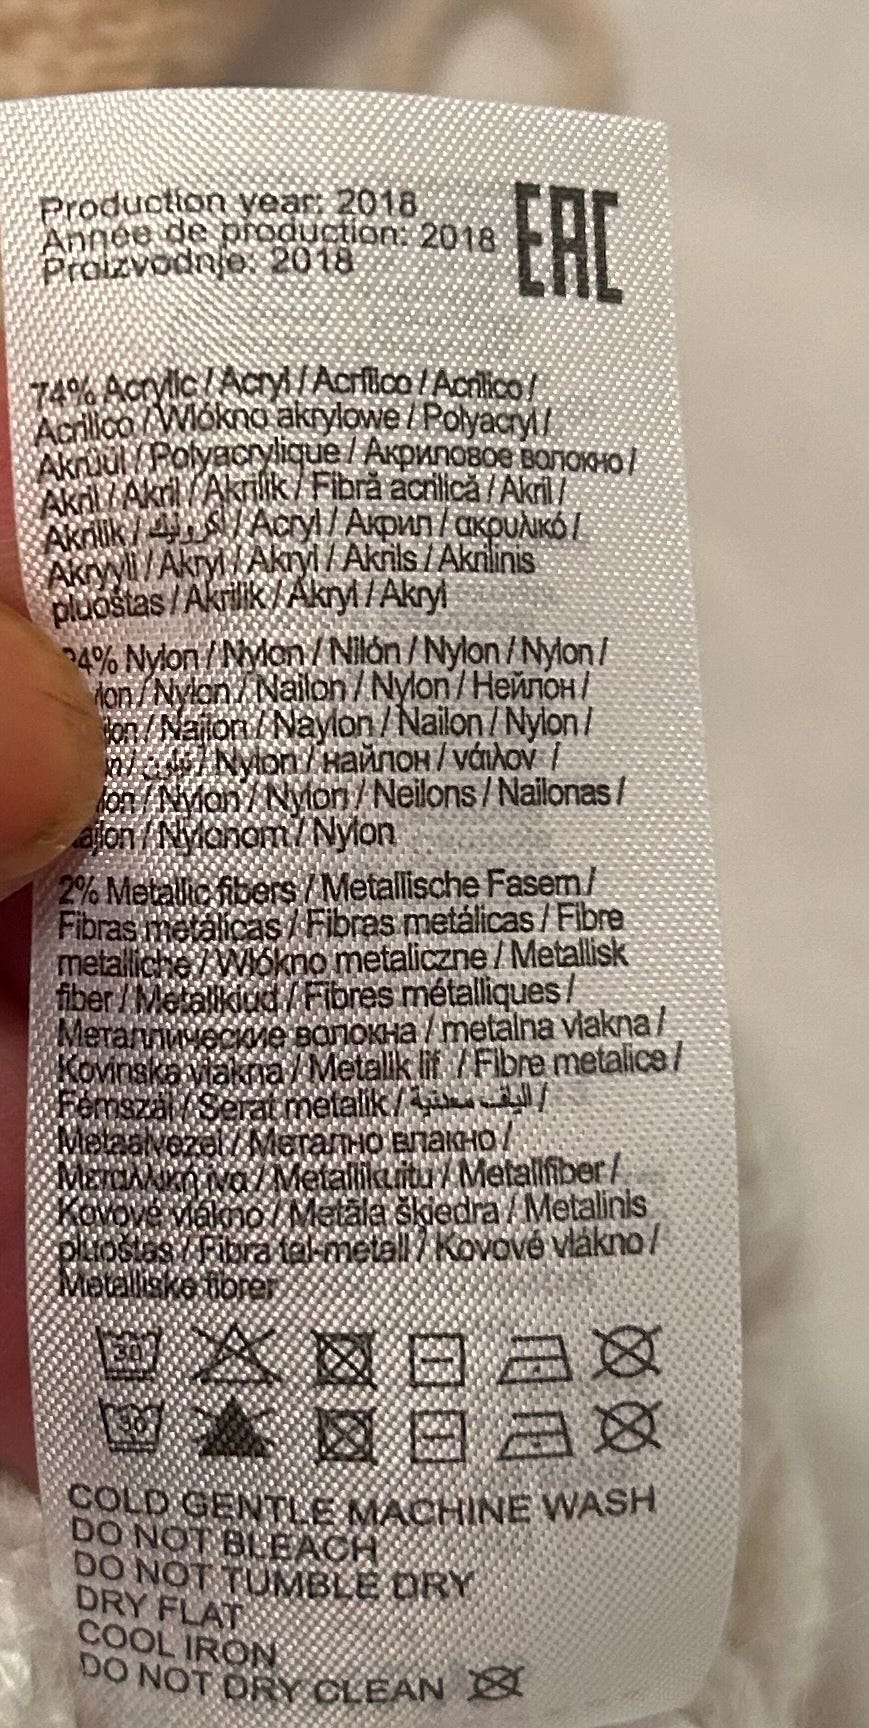 Production year: 2018
Année de production: 2018
Proizvodnje: 2018
EAC
74% Acrylic / Acryl / Acrílico / Acrílico /
Acrilico / Włókno akrylowe / Polyacryl /
Akrüül / Polyacrylique / Акриловое волокно /
Akril / Akril / Akrilik / Fibră acrilică / Akril /
Akrilik / أكريليك / Acryl / Акрил / ακρυλικό /
Akryyli / Akryl / Akryl / Akrils / Akrilinis
pluoštas / Akrilik / Akryl / Akryl
4% Nylon / Nylon / Nilón / Nylon / Nylon /
/ Nylon / Nailon / Nylon / Нейлон /
/ Najlon / Naylon / Nailon / Nylon /
/ نايلون / Nylon / найлон / νάιλον /
/ Nylon / Nylon / Neilons / Nailonas /
/ Nylonom / Nylon
2% Metallic fibers / Metallische Fasern /
Fibras metálicas / Fibras metálicas / Fibre
metalliche / Włókno metaliczne / Metallisk
fiber / Metallkiud / Fibres métalliques /
Металлические волокна / metalna vlakna /
Kovinska vlakna / Metalik lif / Fibre metalice /
Fémszál / Serat metalik / ألياف معدنية /
Metaalvezel / Метално влакно /
Μεταλλική ίνα / Metallikuitu / Metallfiber /
Kovové vlákno / Metāla šķiedra / Metalinis
pluoštas / Fibra tal-metall / Kovové vlákno /
Metalliske fibrer
30
30
COLD GENTLE MACHINE WASH
DO NOT BLEACH
DO NOT TUMBLE DRY
DRY FLAT
COOL IRON
DO NOT DRY CLEAN